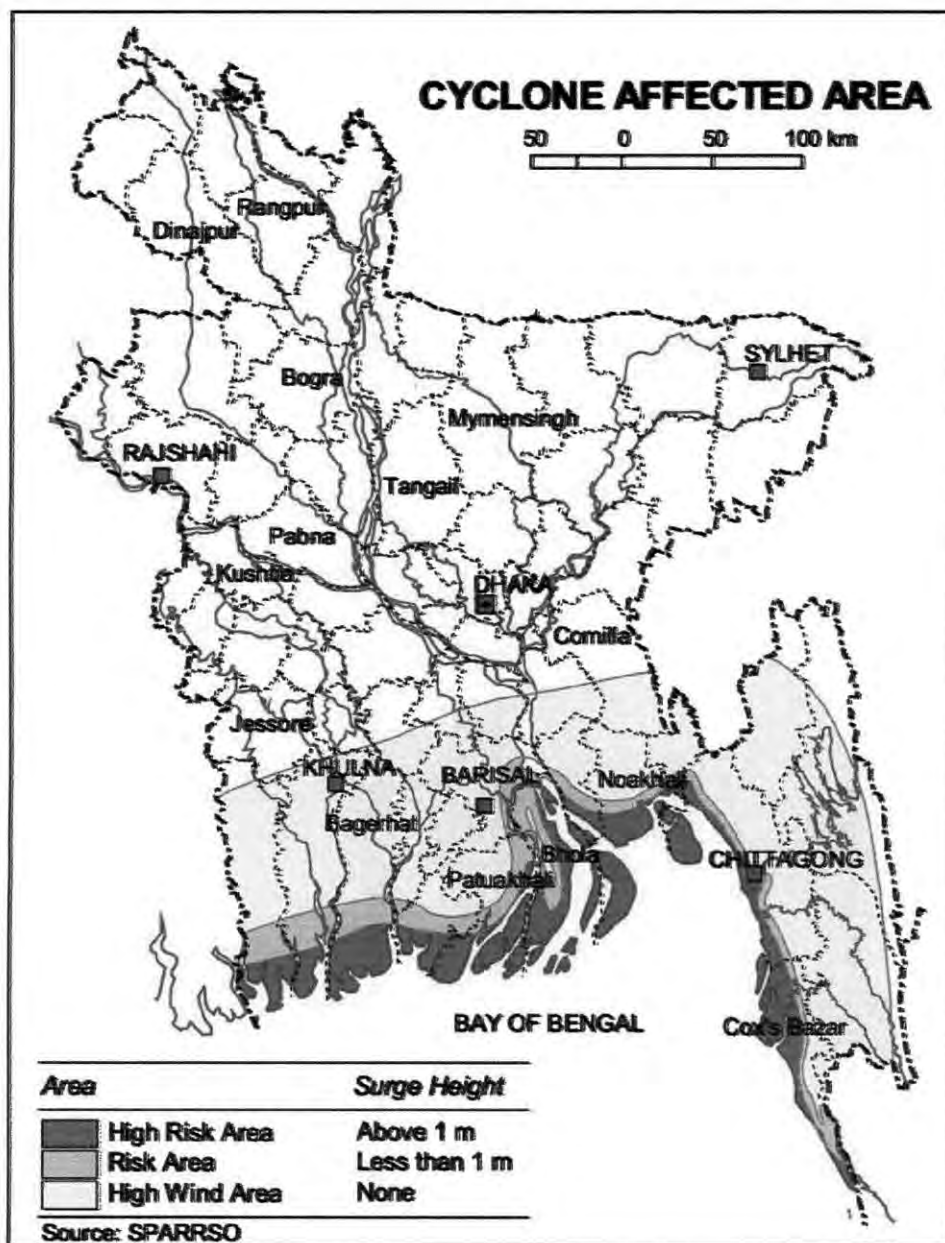 CYCLONE AFFECTED AREA
50 0 50 100 km
Rangpur
Dinajpur
SYLHET
Bogra
Mymensingh
RAJSHAHI
Tangail
Pabna
Kushtia
DHAKA
Comilla
Jessore
KHULNA
BARISAL
Noakhali
Bagerhat
Bhola
CHITTAGONG
Patuakhali
BAY OF BENGAL
Cox's Bazar
Area Surge Height
High Risk Area Above 1 m
Risk Area Less than 1 m
High Wind Area None
Source: SPARRSO